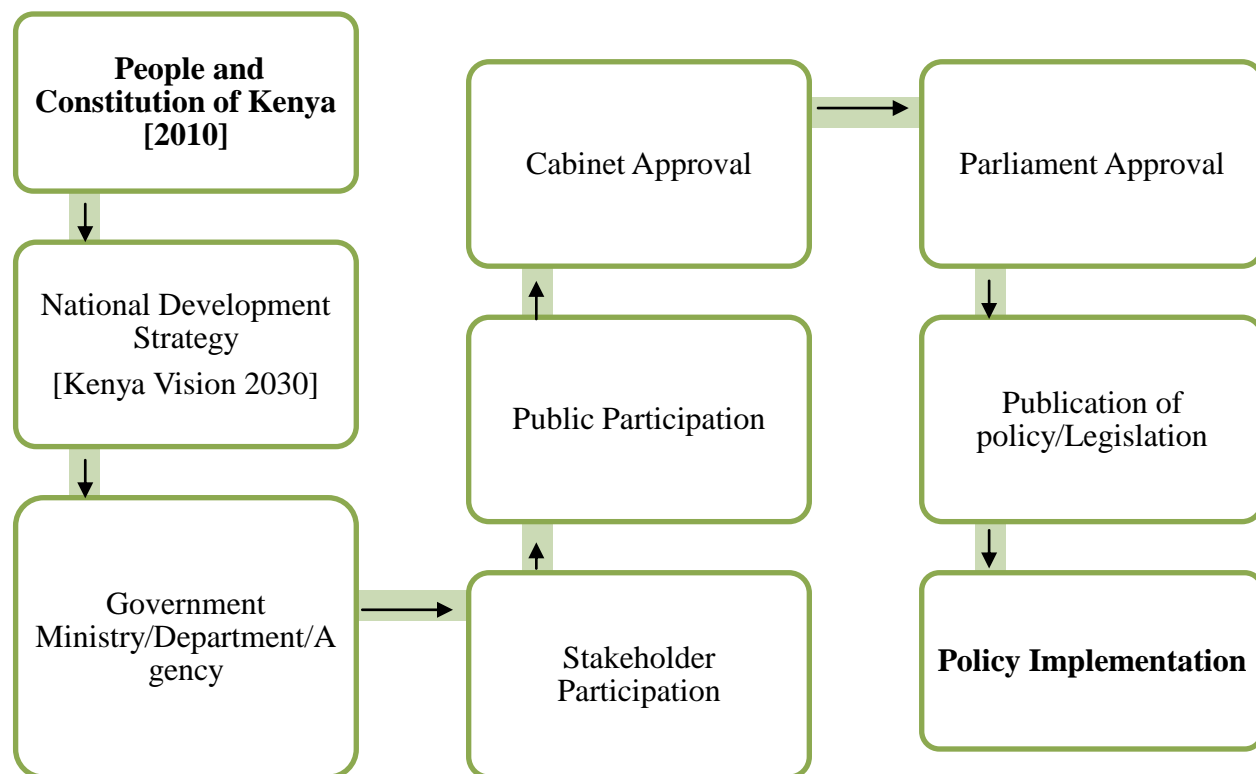 People and
Constitution of Kenya
[2010]
National Development
Strategy
[Kenya Vision 2030]
Government
Ministry/Department/A
gency
Stakeholder
Participation
Public Participation
Cabinet Approval
Parliament Approval
Publication of
policy/Legislation
Policy Implementation